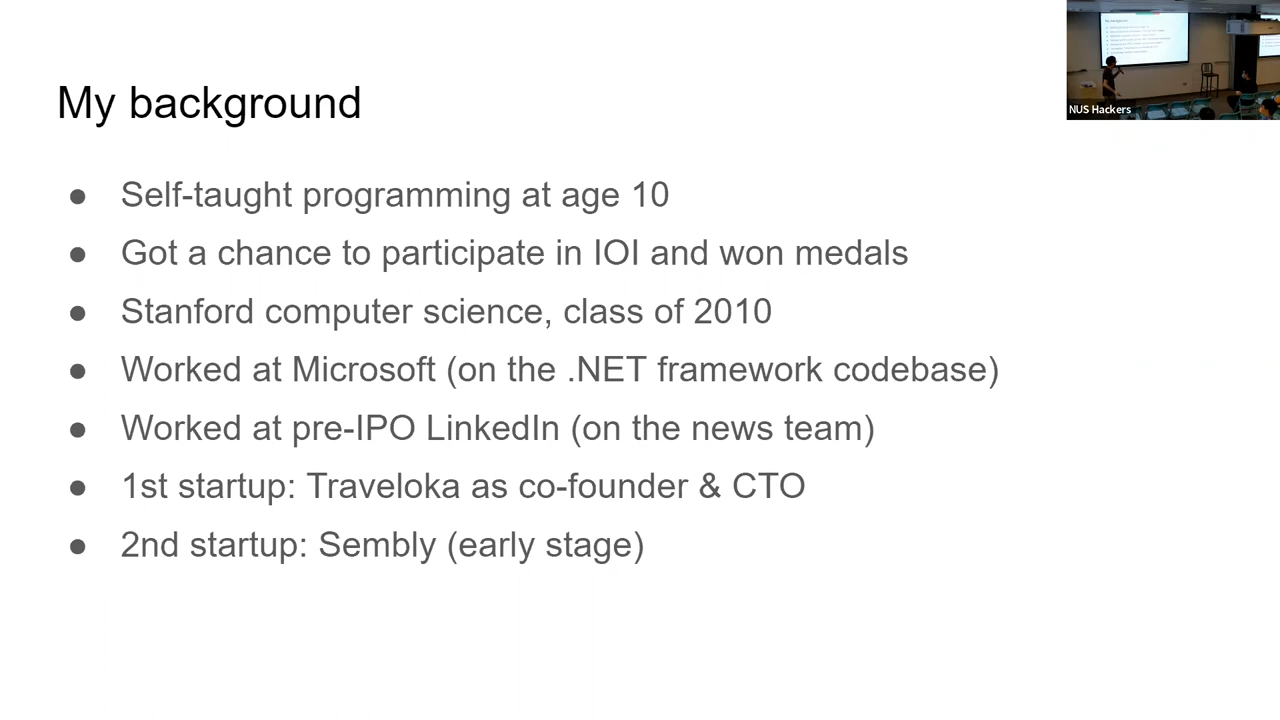 My background
NUS Hackers
● Self-taught programming at age 10
● Got a chance to participate in IOI and won medals
● Stanford computer science, class of 2010
● Worked at Microsoft (on the .NET framework codebase)
● Worked at pre-IPO LinkedIn (on the news team)
● 1st startup: Traveloka as co-founder & CTO
● 2nd startup: Sembly (early stage)